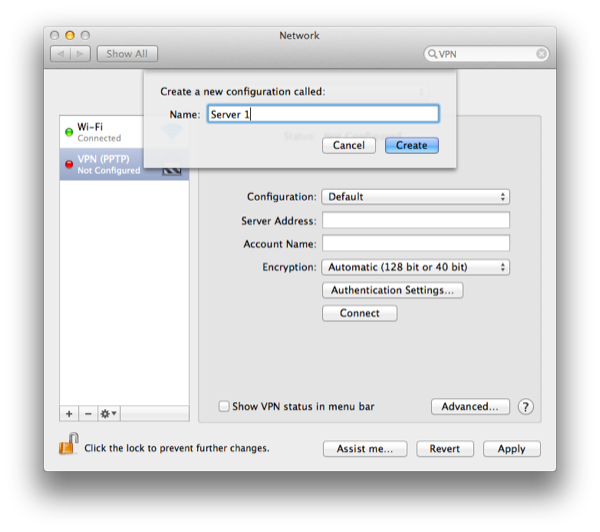 Network
Show All
VPN
Create a new configuration called:
Name: Server 1
Cancel Create
Wi-Fi
Connected
VPN (PPTP)
Not Configured
Status: Not Configured
Configuration: Default
Server Address:
Account Name:
Encryption: Automatic (128 bit or 40 bit)
Authentication Settings...
Connect
Show VPN status in menu bar
Advanced... ?
+ −
Click the lock to prevent further changes.
Assist me... Revert Apply